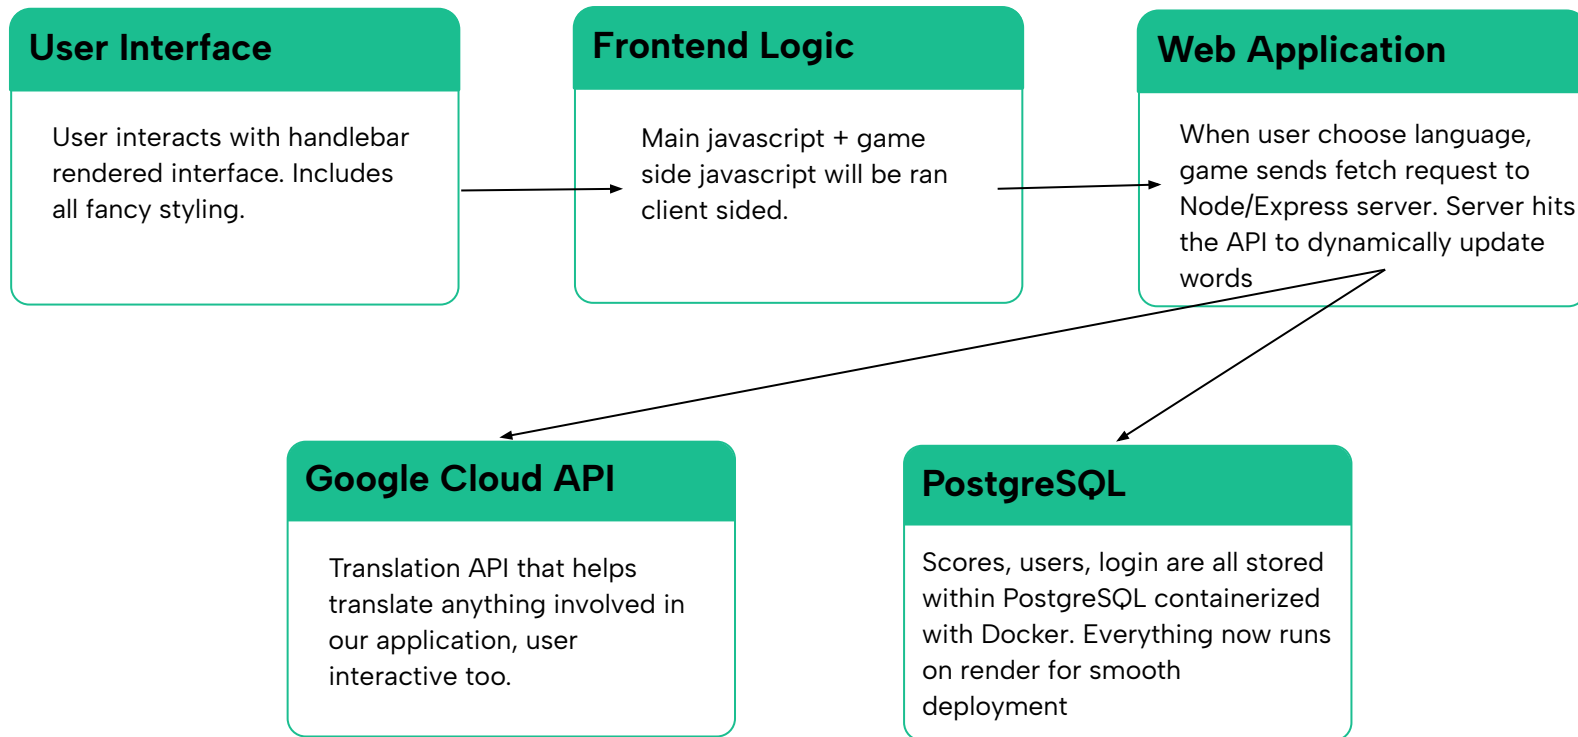 User Interface
User interacts with handlebar
rendered interface. Includes
all fancy styling.
Frontend Logic
Main javascript + game
side javascript will be ran
client sided.
Web Application
When user choose language,
game sends fetch request to
Node/Express server. Server hits
the API to dynamically update
words
Google Cloud API
Translation API that helps
translate anything involved in
our application, user
interactive too.
PostgreSQL
Scores, users, login are all stored
within PostgreSQL containerized
with Docker. Everything now runs
on render for smooth
deployment